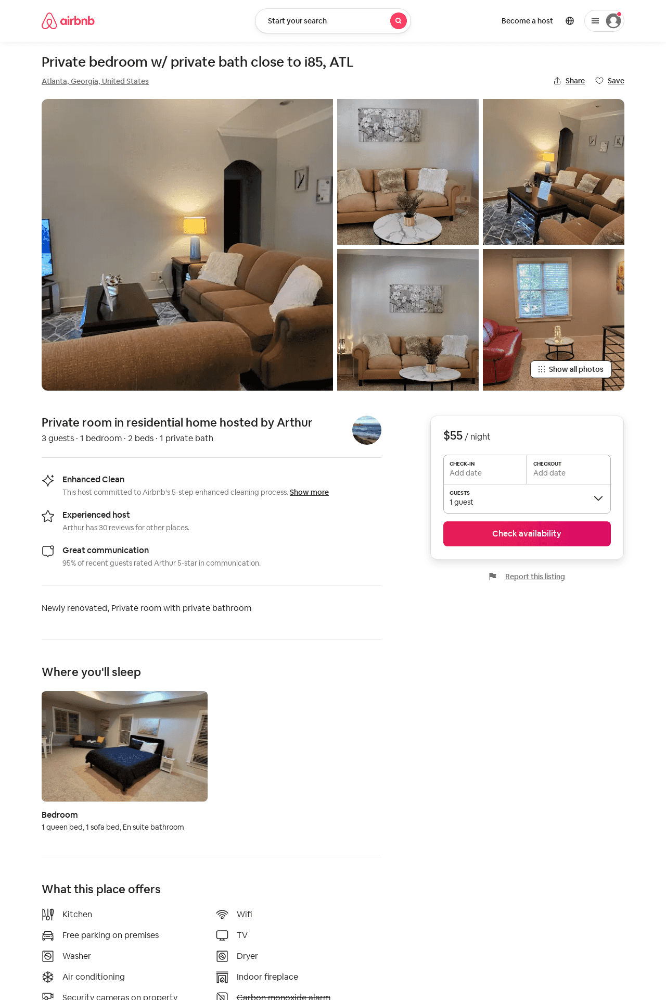 airbnb
Start your search
Become a host
Private bedroom w/ private bath close to i85, ATL
Atlanta, Georgia, United States
Share
Save
Show all photos
Private room in residential home hosted by Arthur
3 guests · 1 bedroom · 2 beds · 1 private bath
Enhanced Clean
This host committed to Airbnb's 5-step enhanced cleaning process. Show more
Experienced host
Arthur has 30 reviews for other places.
Great communication
95% of recent guests rated Arthur 5-star in communication.
$55 / night
CHECK-IN
Add date
CHECKOUT
Add date
GUESTS
1 guest
Check availability
Report this listing
Newly renovated, Private room with private bathroom
Where you'll sleep
Bedroom
1 queen bed, 1 sofa bed, En suite bathroom
What this place offers
Kitchen
Wifi
Free parking on premises
TV
Washer
Dryer
Air conditioning
Indoor fireplace
Security cameras on property
Carbon monoxide alarm